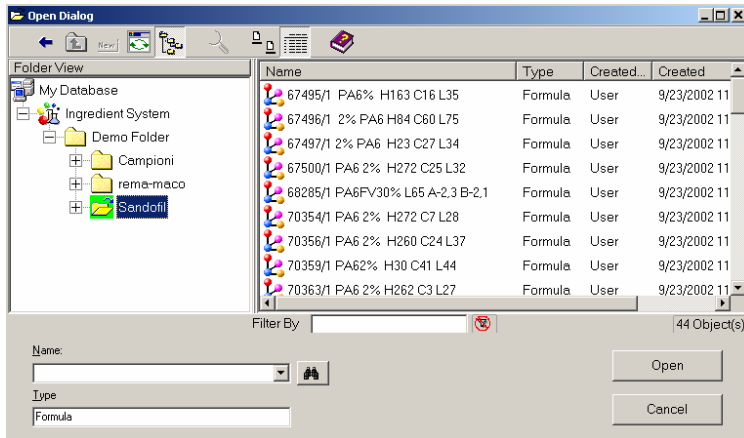 Open Dialog
New!
Folder View
My Database
Ingredient System
Demo Folder
Campioni
rema-maco
Sandofil
Name Type Created... Created
67495/1 PA6% H163 C16 L35 Formula User 9/23/2002 11
67496/1 2% PA6 H84 C60 L75 Formula User 9/23/2002 11
67497/1 2% PA6 H23 C27 L34 Formula User 9/23/2002 11
67500/1 PA6 2% H272 C25 L32 Formula User 9/23/2002 11
68285/1 PA6FV30% L65 A-2,3 B-2,1 Formula User 9/23/2002 11
70354/1 PA6 2% H272 C7 L28 Formula User 9/23/2002 11
70356/1 PA6 2% H260 C24 L37 Formula User 9/23/2002 11
70359/1 PA62% H30 C41 L44 Formula User 9/23/2002 11
70363/1 PA6 2% H262 C3 L27 Formula User 9/23/2002 11
Filter By 44 Object(s)
Name:
Type
Formula
Open
Cancel